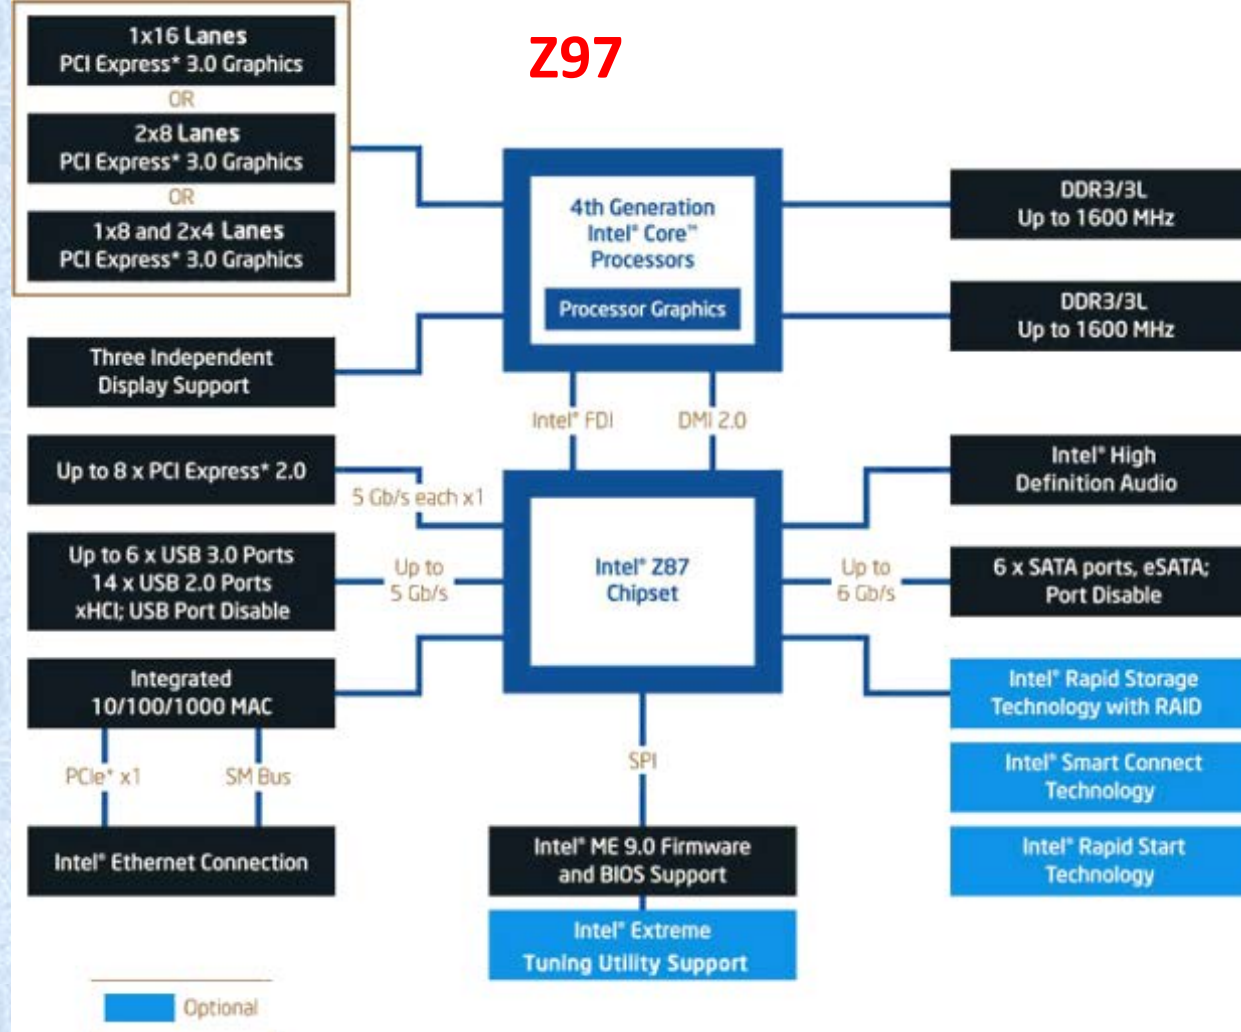 Z97
1x16 Lanes
PCI Express* 3.0 Graphics
OR
2x8 Lanes
PCI Express* 3.0 Graphics
OR
1x8 and 2x4 Lanes
PCI Express* 3.0 Graphics
4th Generation
Intel® Core™
Processors
Processor Graphics
DDR3/3L
Up to 1600 MHz
DDR3/3L
Up to 1600 MHz
Three Independent
Display Support
Intel® FDI
DMI 2.0
Up to 8 x PCI Express* 2.0
5 Gb/s each x1
Intel® High
Definition Audio
Up to 6 x USB 3.0 Ports
14 x USB 2.0 Ports
xHCI; USB Port Disable
Up to
5 Gb/s
Intel® Z87
Chipset
Up to
6 Gb/s
6 x SATA ports, eSATA;
Port Disable
Integrated
10/100/1000 MAC
Intel® Rapid Storage
Technology with RAID
PCIe* x1
SM Bus
SPI
Intel® Smart Connect
Technology
Intel® Ethernet Connection
Intel® ME 9.0 Firmware
and BIOS Support
Intel® Rapid Start
Technology
Intel® Extreme
Tuning Utility Support
Optional